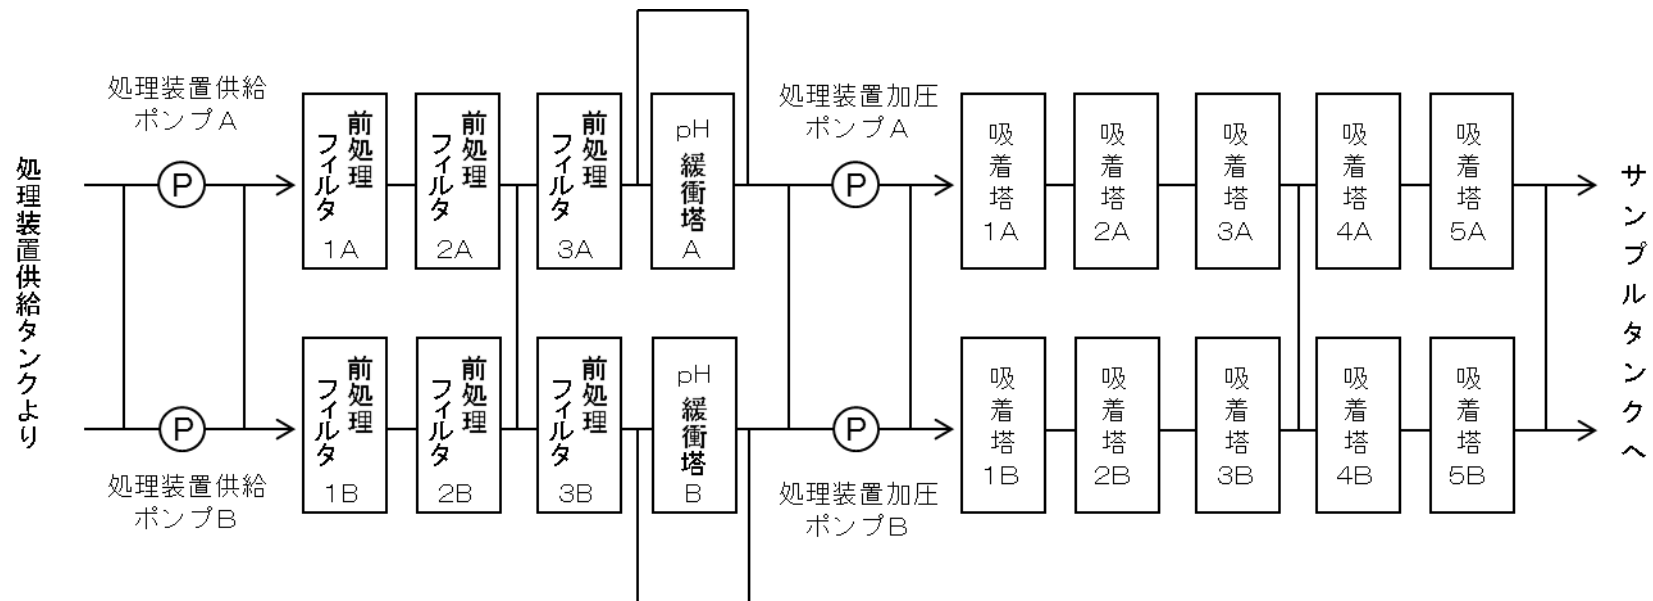 処理装置供給タンクより
処理装置供給
ポンプA
P
前処理
フィルタ
1A
前処理
フィルタ
2A
前処理
フィルタ
3A
pH
緩衝塔
A
処理装置加圧
ポンプA
P
吸着塔
1A
吸着塔
2A
吸着塔
3A
吸着塔
4A
吸着塔
5A
サンプルタンクへ
P
処理装置供給
ポンプB
前処理
フィルタ
1B
前処理
フィルタ
2B
前処理
フィルタ
3B
pH
緩衝塔
B
P
処理装置加圧
ポンプB
吸着塔
1B
吸着塔
2B
吸着塔
3B
吸着塔
4B
吸着塔
5B